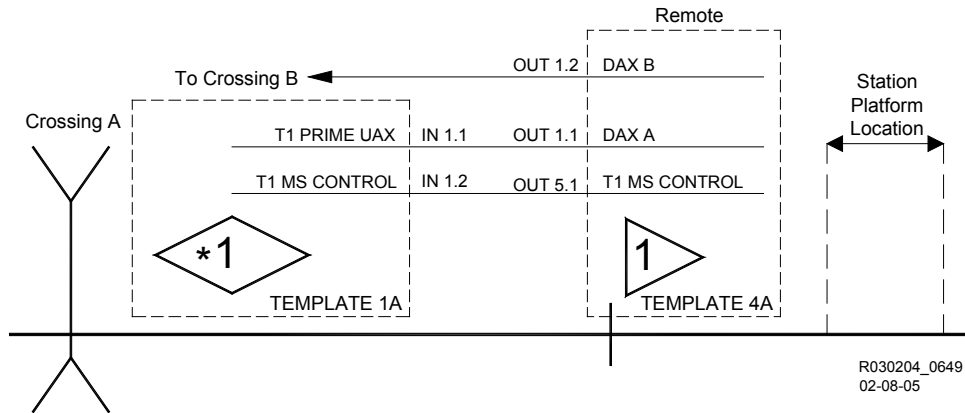 Remote
To Crossing B
OUT 1.2 DAX B
Station
Platform
Location
Crossing A
T1 PRIME UAX IN 1.1 OUT 1.1 DAX A
T1 MS CONTROL IN 1.2 OUT 5.1 T1 MS CONTROL
*1
1
TEMPLATE 1A
TEMPLATE 4A
R030204_0649
02-08-05